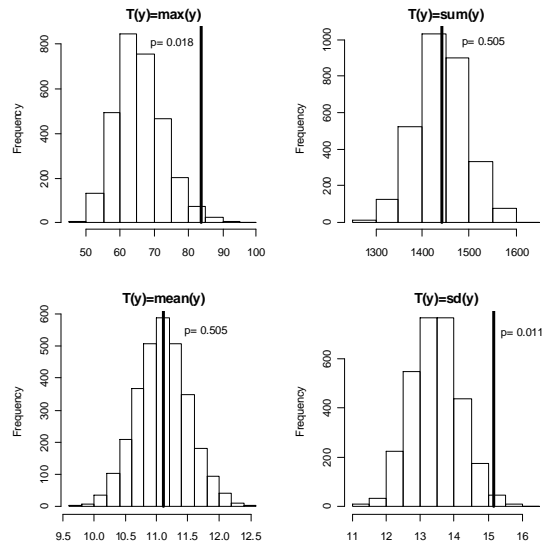 T(y)=max(y)
p= 0.018
Frequency
0 200 400 600 800
50 60 70 80 90 100
T(y)=sum(y)
p= 0.505
Frequency
0 200 400 600 800 1000
1300 1400 1500 1600
T(y)=mean(y)
p= 0.505
Frequency
0 100 200 300 400 500 600
9.5 10.0 10.5 11.0 11.5 12.0 12.5
T(y)=sd(y)
p= 0.011
Frequency
0 200 400 600
11 12 13 14 15 16